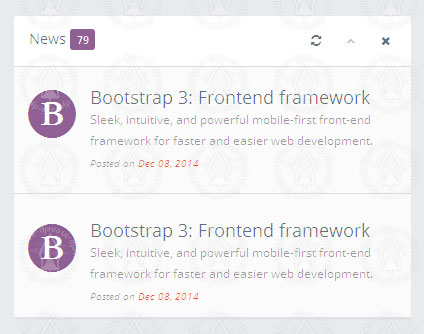 News 79
Bootstrap 3: Frontend framework
Sleek, intuitive, and powerful mobile-first front-end
framework for faster and easier web development.
Posted on Dec 08, 2014
B
Bootstrap 3: Frontend framework
Sleek, intuitive, and powerful mobile-first front-end
framework for faster and easier web development.
Posted on Dec 08, 2014
B